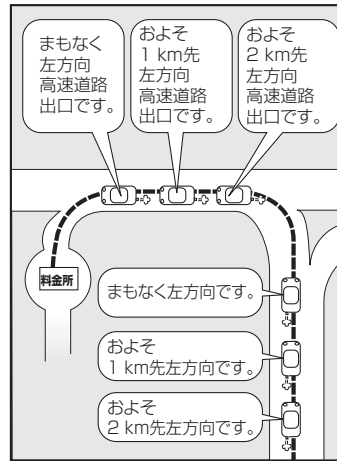 まもなく
左方向
高速道路
出口です。
およそ
1 km先
左方向
高速道路
出口です。
およそ
2 km先
左方向
高速道路
出口です。
料金所
まもなく左方向です。
およそ
1 km先左方向です。
およそ
2 km先左方向です。